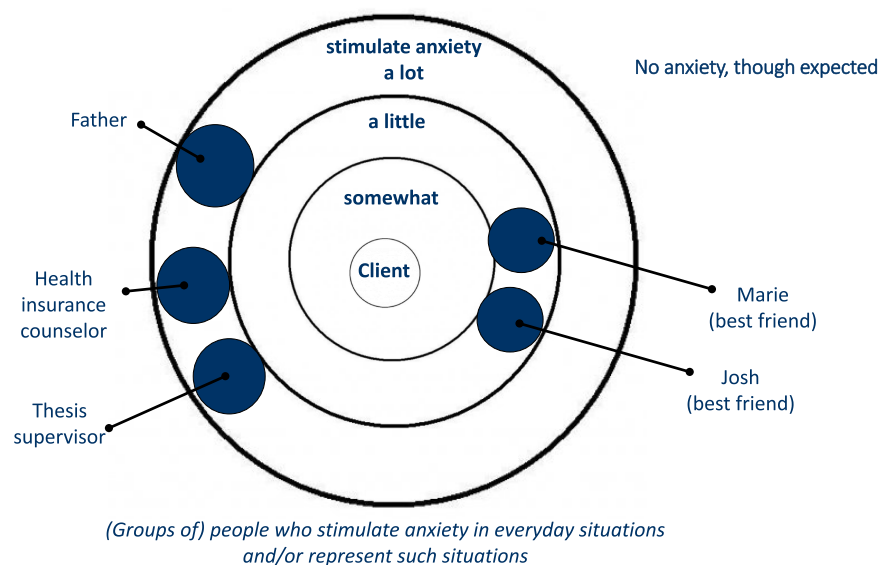 stimulate anxiety
a lot
No anxiety, though expected
Father
a little
somewhat
Client
Health
insurance
counselor
Marie
(best friend)
Josh
(best friend)
Thesis
supervisor
(Groups of) people who stimulate anxiety in everyday situations
and/or represent such situations